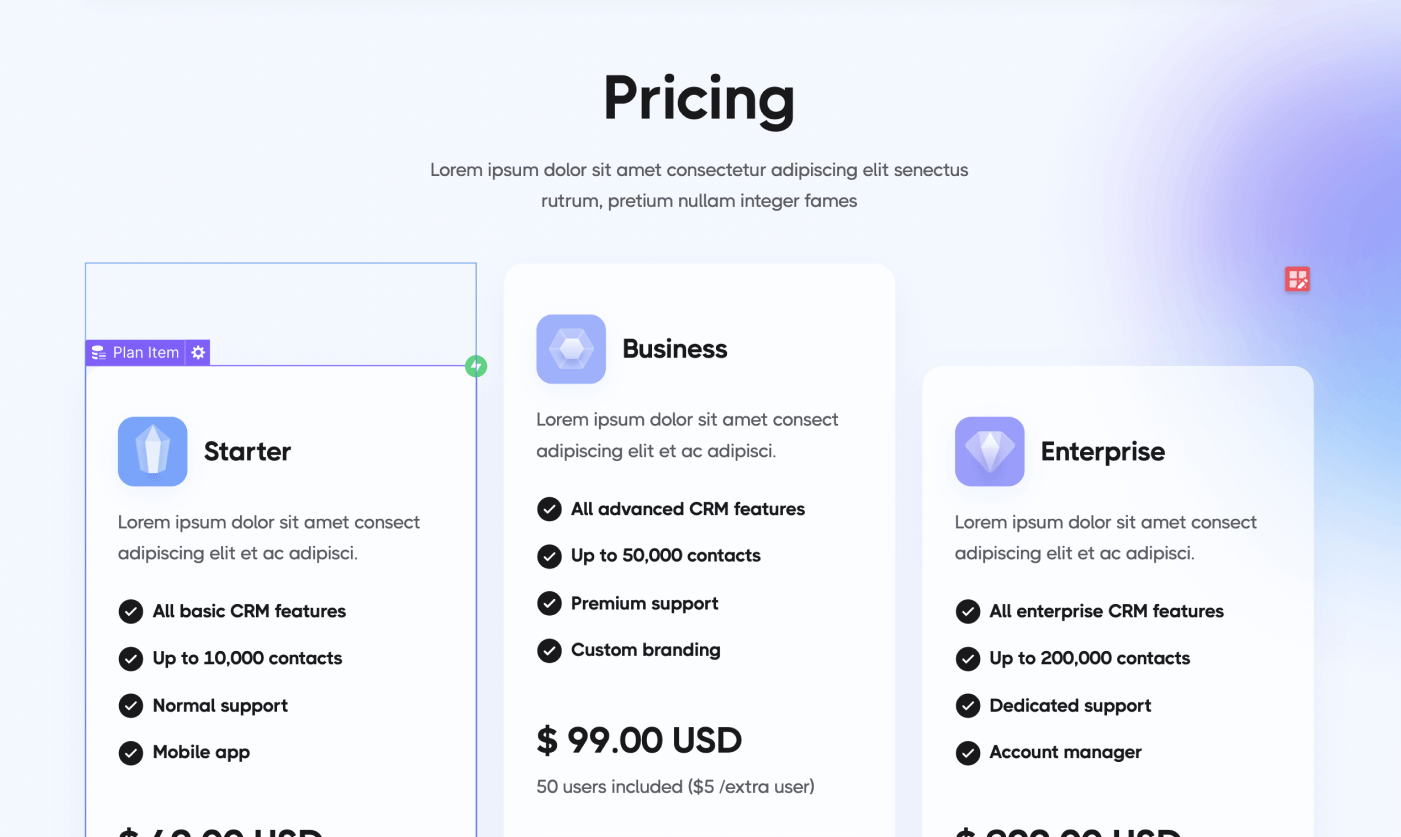 Pricing
Lorem ipsum dolor sit amet consectetur adipiscing elit senectus
rutrum, pretium nullam integer fames
Plan Item
Starter
Lorem ipsum dolor sit amet consect
adipiscing elit et ac adipisci.
All basic CRM features
Up to 10,000 contacts
Normal support
Mobile app
Business
Lorem ipsum dolor sit amet consect
adipiscing elit et ac adipisci.
All advanced CRM features
Up to 50,000 contacts
Premium support
Custom branding
$ 99.00 USD
50 users included ($5 /extra user)
Enterprise
Lorem ipsum dolor sit amet consect
adipiscing elit et ac adipisci.
All enterprise CRM features
Up to 200,000 contacts
Dedicated support
Account manager